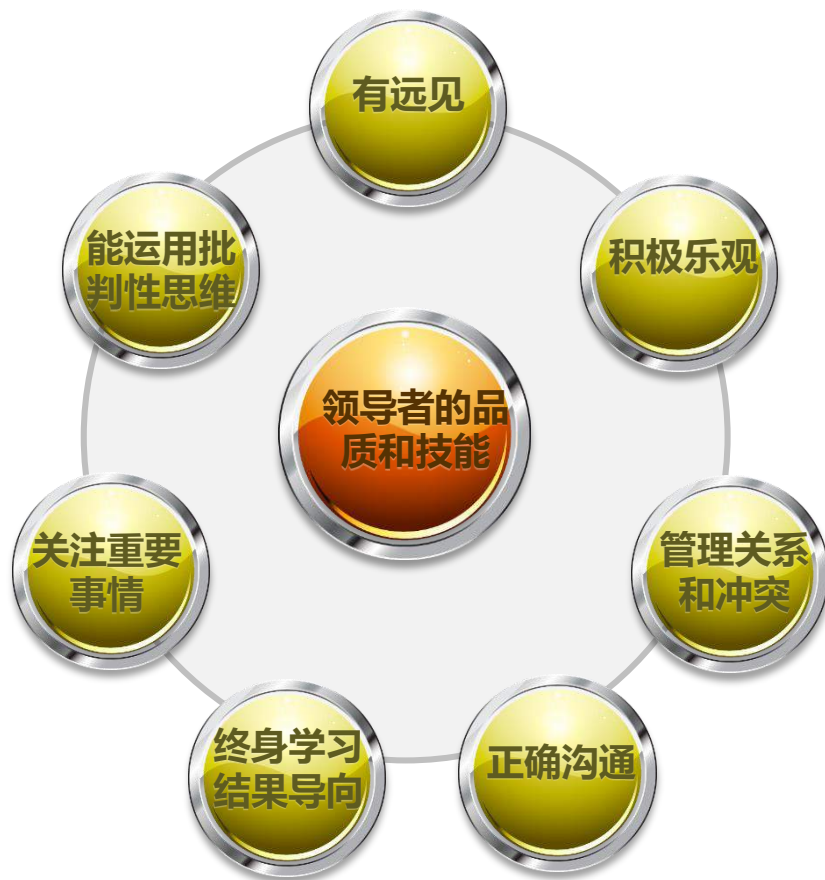 有远见
能运用批
判性思维
积极乐观
领导者的品
质和技能
关注重要
事情
管理关系
和冲突
终身学习
结果导向
正确沟通